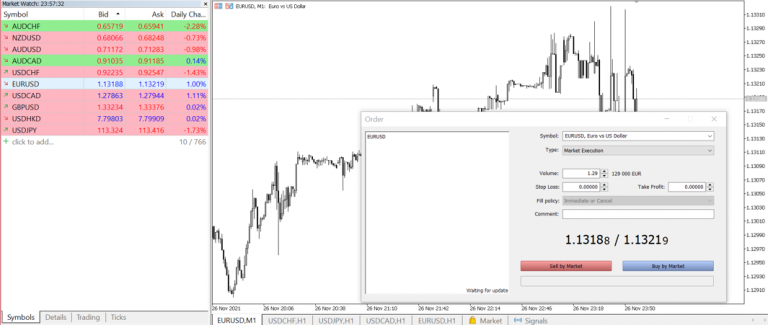 Market Watch: 23:57:32
Symbol Bid Ask Daily Cha...
AUDCHF 0.65719 0.65941 -2.28%
NZDUSD 0.68066 0.68248 -0.73%
AUDUSD 0.71172 0.71283 -0.98%
AUDCAD 0.91035 0.91185 0.14%
USDCHF 0.92235 0.92547 -1.43%
EURUSD 1.13188 1.13219 1.00%
USDCAD 1.27863 1.27944 1.11%
GBPUSD 1.33234 1.33376 0.02%
USDHKD 7.79803 7.79909 0.02%
USDJPY 113.324 113.416 -1.73%
+ click to add... 10 / 766
Symbols Details Trading Ticks
EURUSD, M1: Euro vs US Dollar
1.13310
1.13290
1.13270
1.13250
1.13230
1.13210
1.13170
1.13150
1.13130
1.13110
1.13090
1.13070
1.13050
1.13030
1.13010
1.12990
1.12970
1.12950
1.12930
1.12910
Order
EURUSD
Waiting for update
Symbol: EURUSD, Euro vs US Dollar
Type: Market Execution
Volume: 1.29 129 000 EUR
Stop Loss: 0.00000 Take Profit: 0.00000
Fill policy: Immediate or Cancel
Comment:
1.13188 / 1.13219
Sell by Market Buy by Market
26 Nov 2021 26 Nov 20:06 26 Nov 20:38 26 Nov 21:10 26 Nov 21:42 26 Nov 22:14 26 Nov 22:46 26 Nov 23:18 26 Nov 23:50
EURUSD,M1 USDCHF,H1 USDJPY,H1 USDCAD,H1 EURUSD,H1 Market Signals